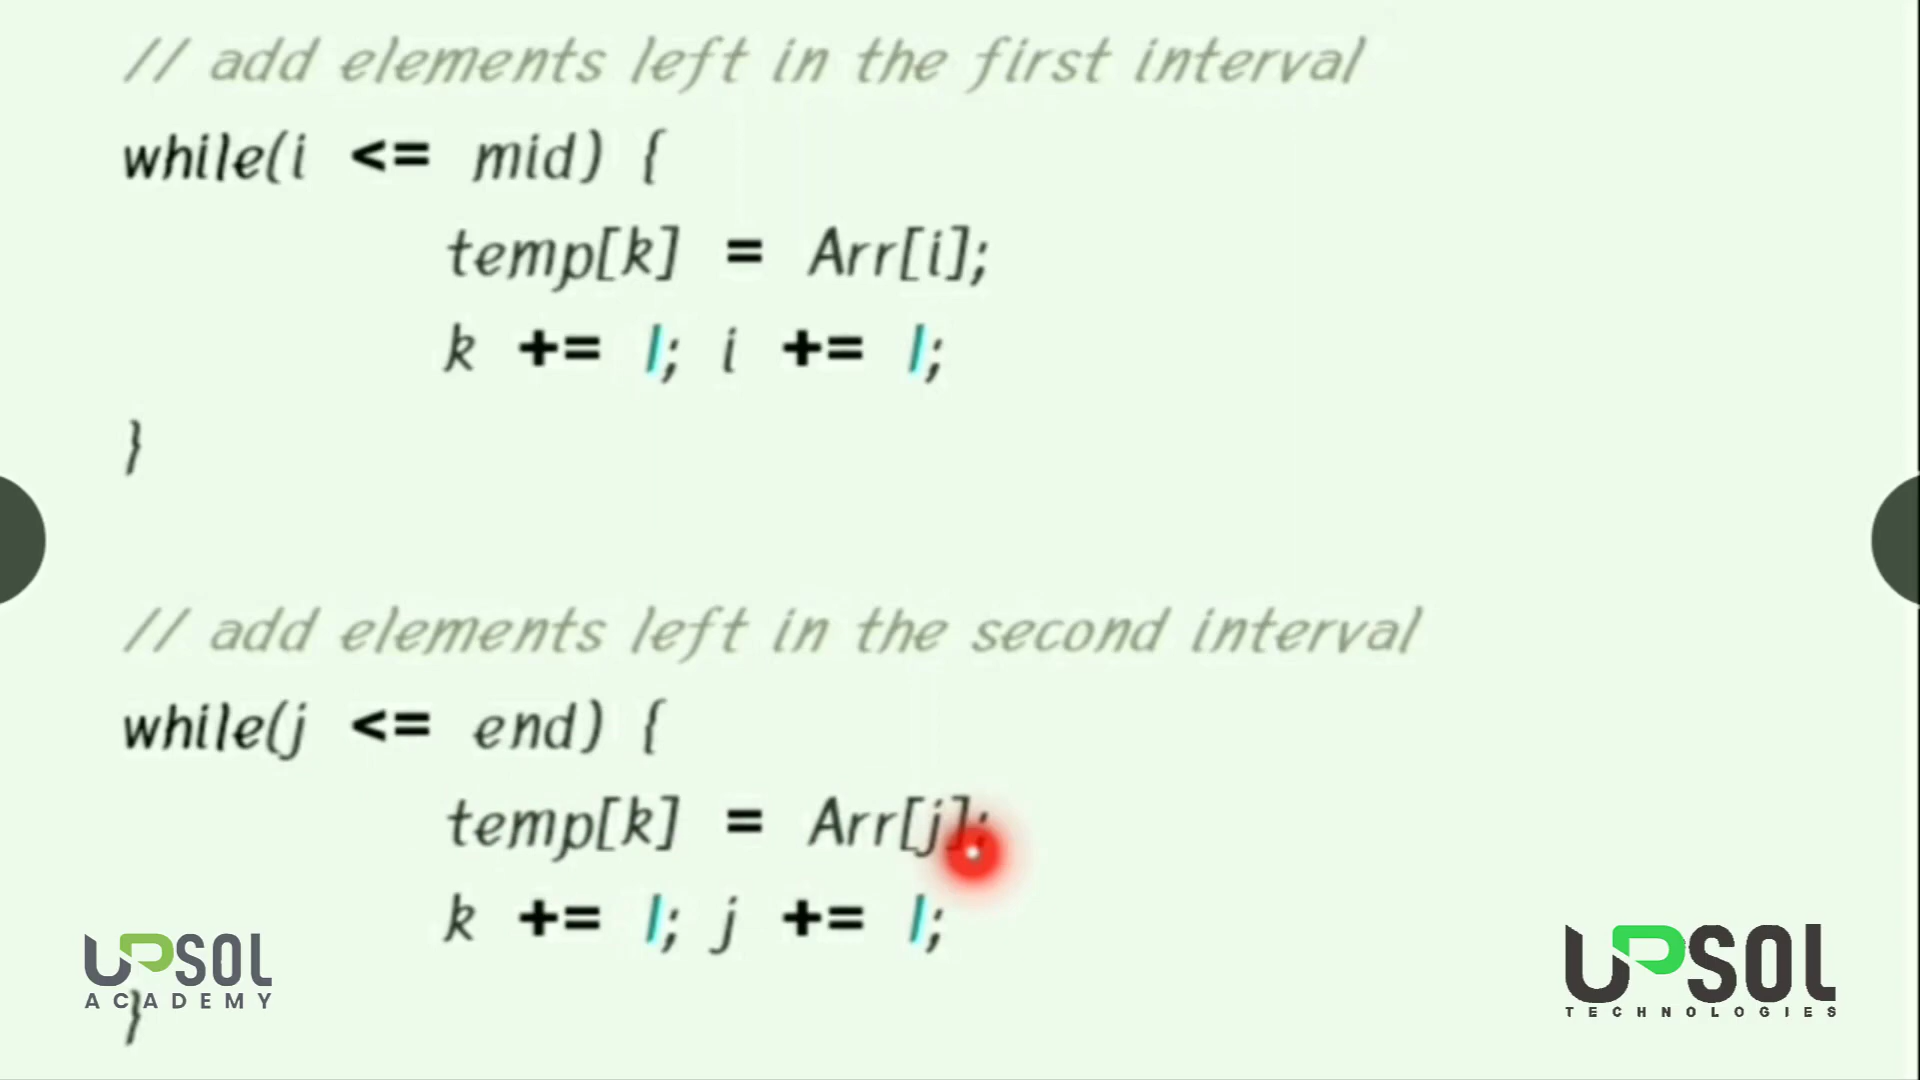 // add elements left in the first interval
while(i <= mid) {
temp[k] = Arr[i];
k += 1; i += 1;
}
// add elements left in the second interval
while(j <= end) {
temp[k] = Arr[j];
k += 1; j += 1;
}
UPSOL
ACADEMY
UPSOL
TECHNOLOGIES